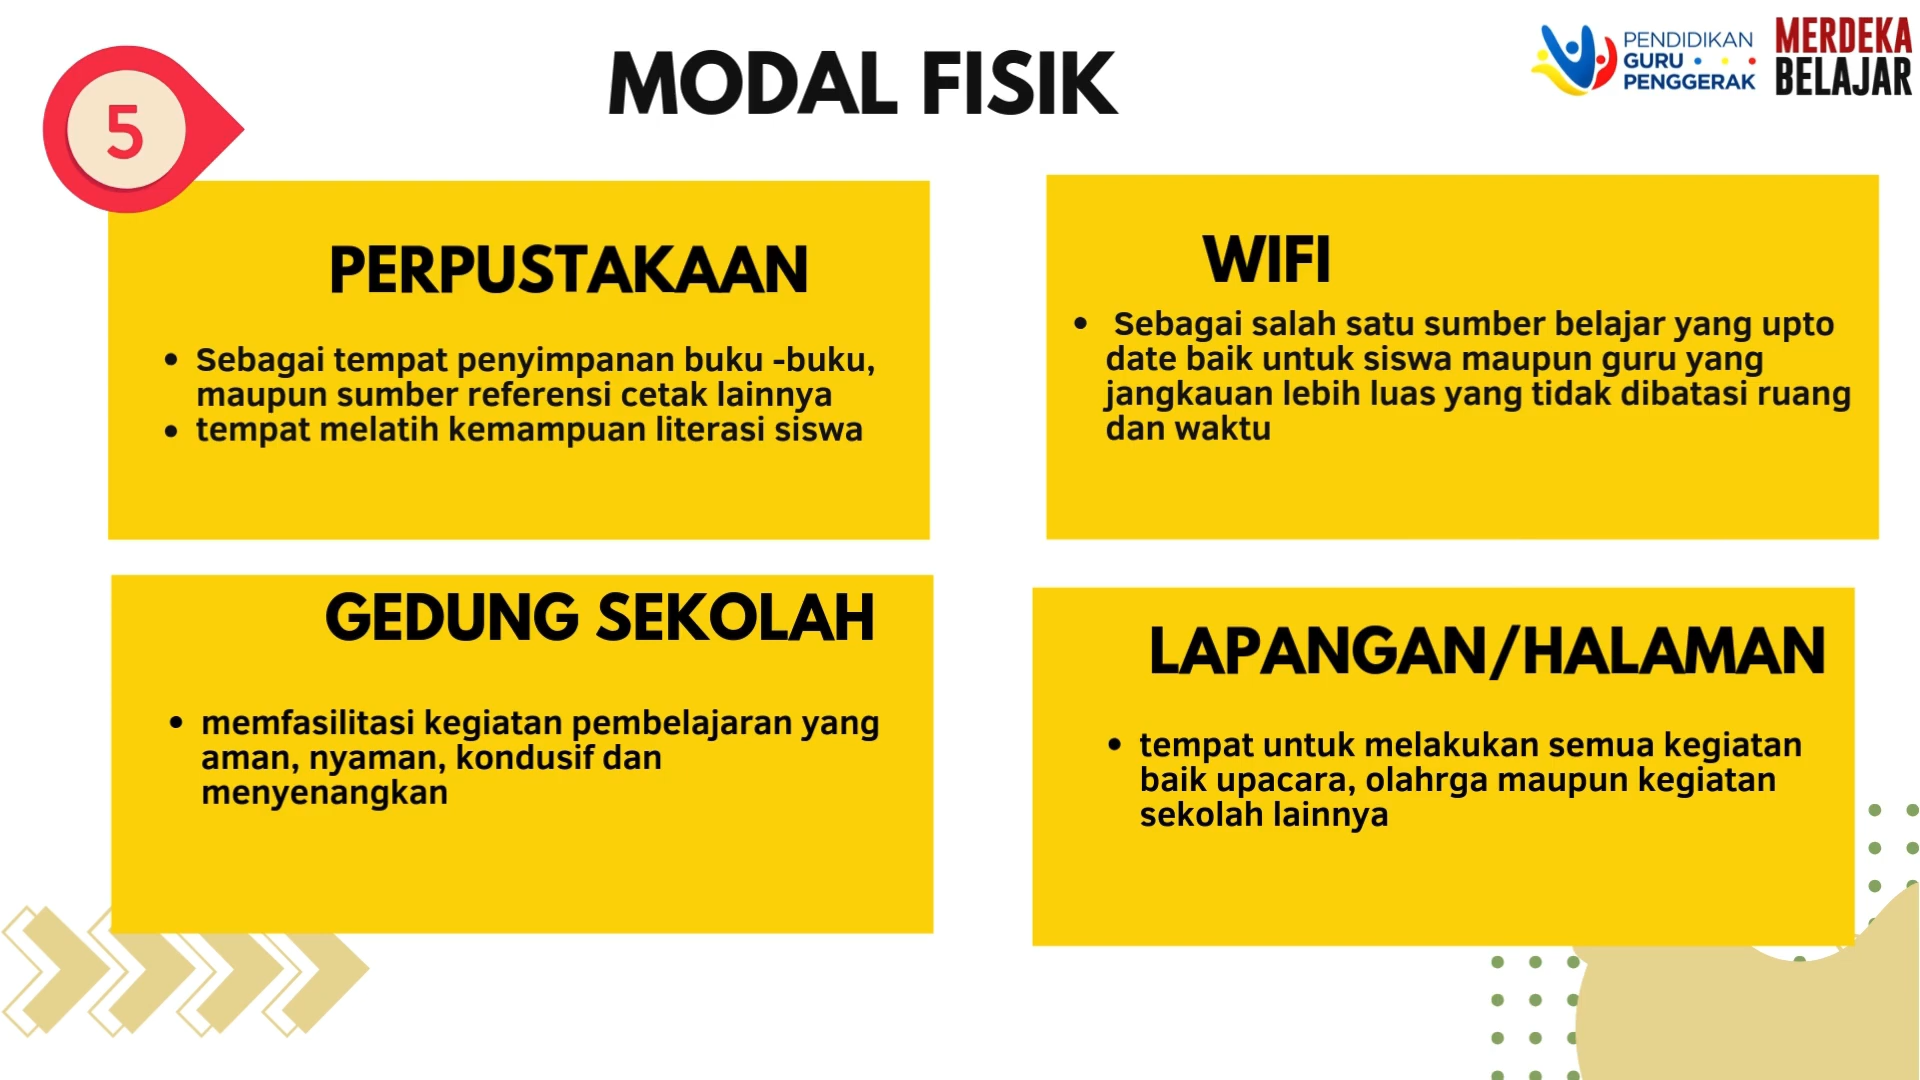 5
MODAL FISIK
PENDIDIKAN
GURU
PENGGERAK
MERDEKA
BELAJAR
PERPUSTAKAAN
• Sebagai tempat penyimpanan buku -buku,
maupun sumber referensi cetak lainnya
• tempat melatih kemampuan literasi siswa
WIFI
• Sebagai salah satu sumber belajar yang upto
date baik untuk siswa maupun guru yang
jangkauan lebih luas yang tidak dibatasi ruang
dan waktu
GEDUNG SEKOLAH
• memfasilitasi kegiatan pembelajaran yang
aman, nyaman, kondusif dan
menyenangkan
LAPANGAN/HALAMAN
• tempat untuk melakukan semua kegiatan
baik upacara, olahrga maupun kegiatan
sekolah lainnya